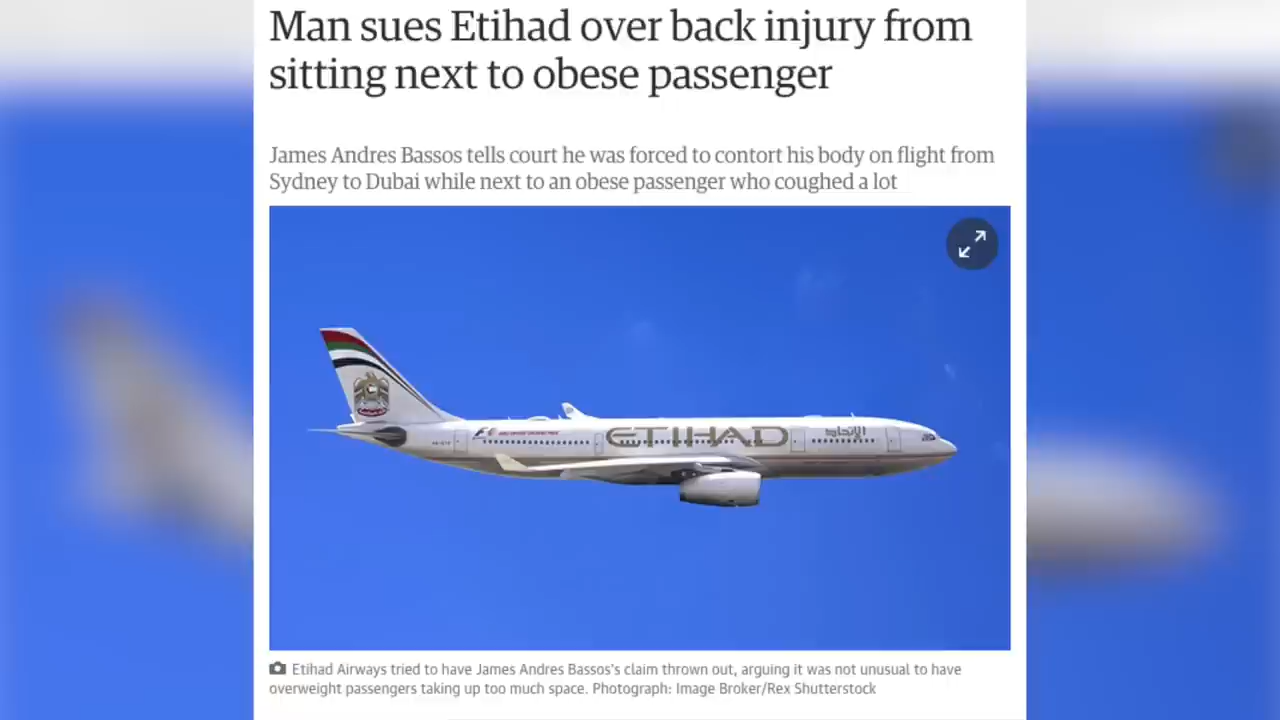 Man sues Etihad over back injury from
sitting next to obese passenger
James Andres Bassos tells court he was forced to contort his body on flight from
Sydney to Dubai while next to an obese passenger who coughed a lot
ETIHAD
الاتحاد
Etihad Airways tried to have James Andres Bassos's claim thrown out, arguing it was not unusual to have
overweight passengers taking up too much space. Photograph: Image Broker/Rex Shutterstock